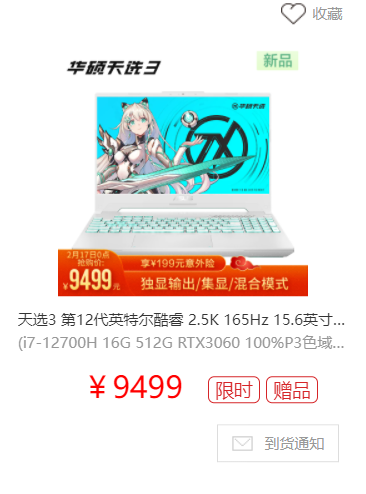 收藏
华硕天选3
新品
华硕天选
TX
2月17日0点
抢购价:
¥9499元
享¥199元意外险
独显输出/集显/混合模式
天选3 第12代英特尔酷睿 2.5K 165Hz 15.6英寸...
(i7-12700H 16G 512G RTX3060 100%P3色域...
¥ 9499
限时
赠品
到货通知